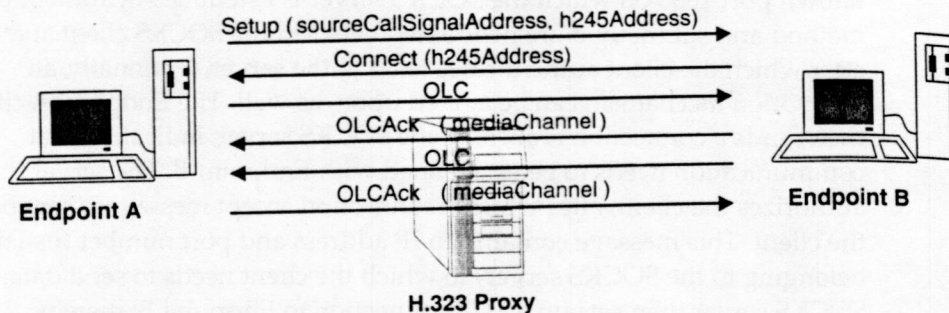 Setup (sourceCallSignalAddress, h245Address)
Connect (h245Address)
OLC
OLCAck (mediaChannel)
OLC
OLCAck (mediaChannel)
Endpoint A
Endpoint B
H.323 Proxy